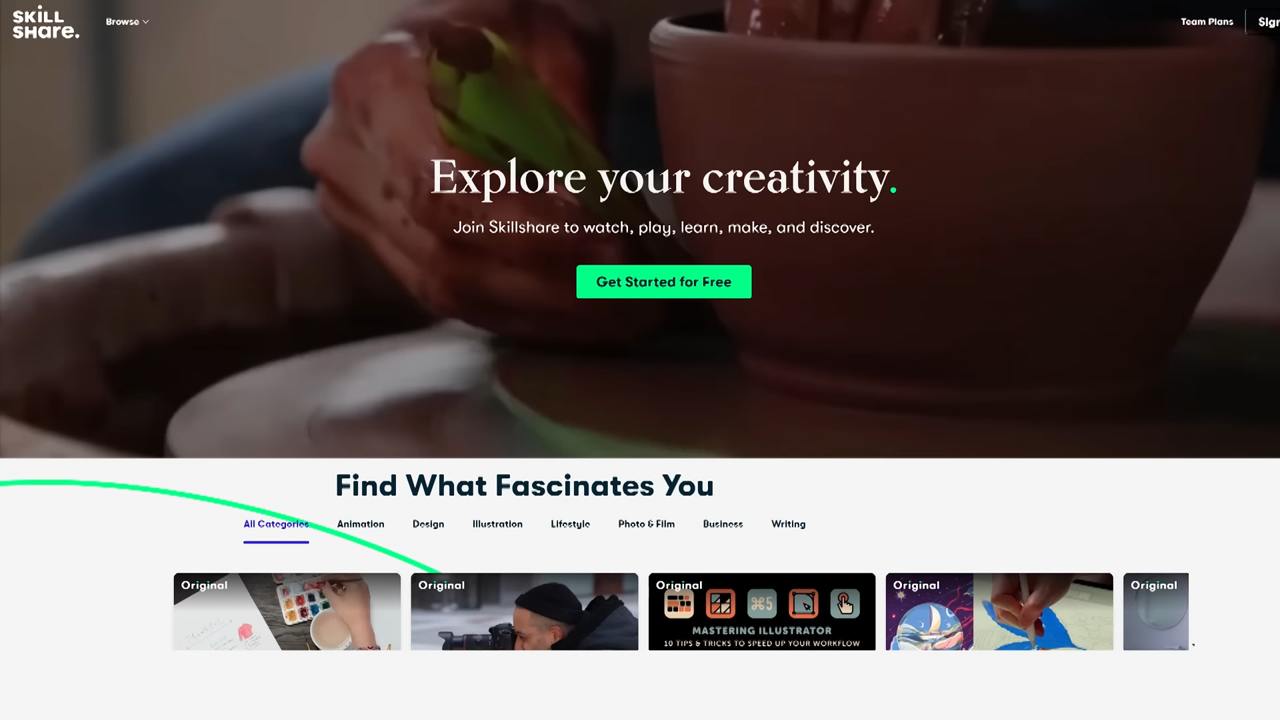 SKILL
SHare.
Browse
Team Plans
Explore your creativity.
Join Skillshare to watch, play, learn, make, and discover.
Get Started for Free
Find What Fascinates You
All Categories
Animation
Design
Illustration
Lifestyle
Photo & Film
Business
Writing
Original
Original
Original
Original
Original
⌘5
MASTERING ILLUSTRATOR
10 TIPS & TRICKS TO SPEED UP YOUR WORKFLOW